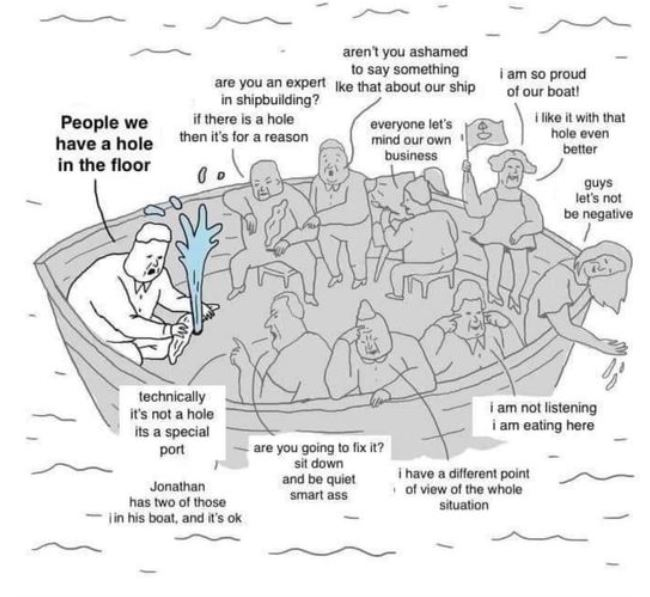 aren't you ashamed
to say something
lke that about our ship
are you an expert
in shipbuilding?
if there is a hole
then it's for a reason
i am so proud
of our boat!
People we
have a hole
in the floor
everyone let's
mind our own
business
i like it with that
hole even
better
guys
let's not
be negative
technically
it's not a hole
its a special
port
Jonathan
has two of those
in his boat, and it's ok
are you going to fix it?
sit down
and be quiet
smart ass
i have a different point
of view of the whole
situation
i am not listening
i am eating here